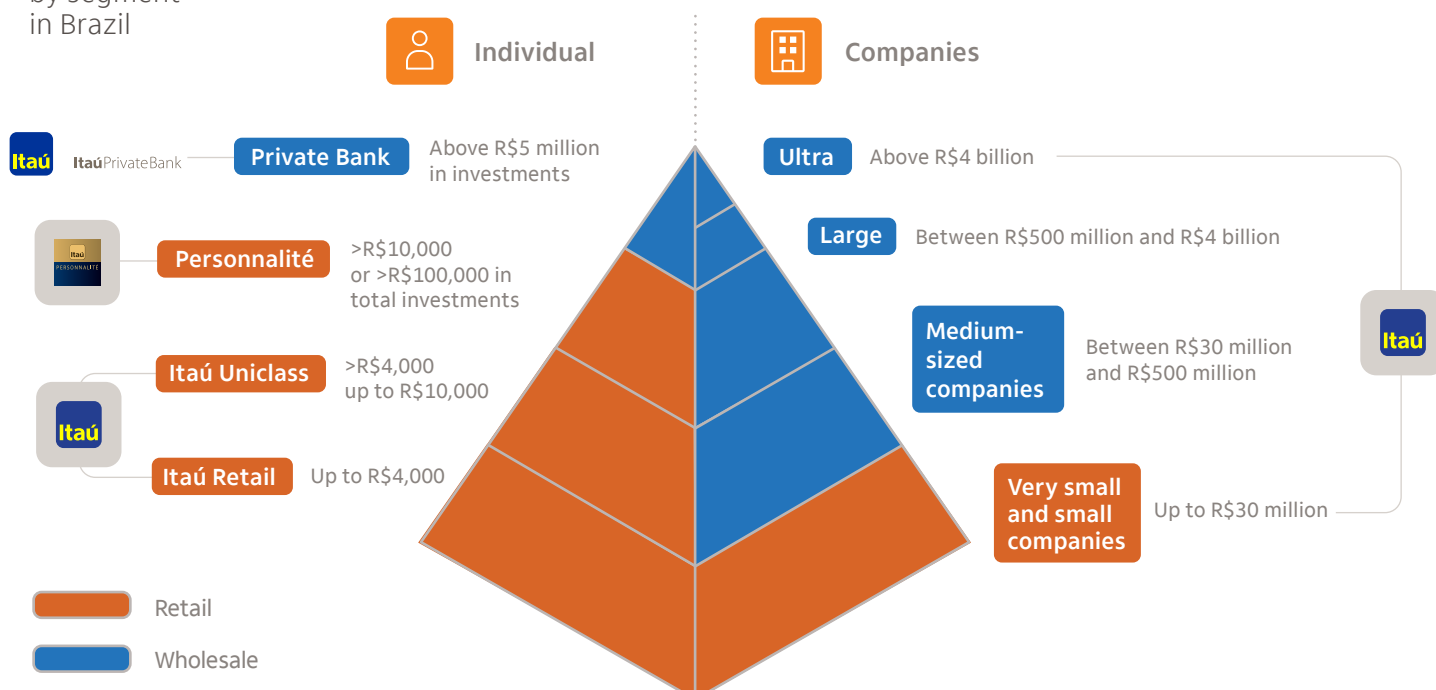 by segment
in Brazil
Individual
Companies
Itaú
ItaúPrivateBank
Private Bank
Above R$5 million
in investments
Ultra
Above R$4 billion
Large
Between R$500 million and R$4 billion
Itaú
PERSONNALITÉ
Personnalité
>R$10,000
or >R$100,000 in
total investments
Medium-
sized
companies
Between R$30 million
and R$500 million
Itaú
Itaú Uniclass
>R$4,000
up to R$10,000
Itaú
Itaú Retail
Up to R$4,000
Very small
and small
companies
Up to R$30 million
Retail
Wholesale